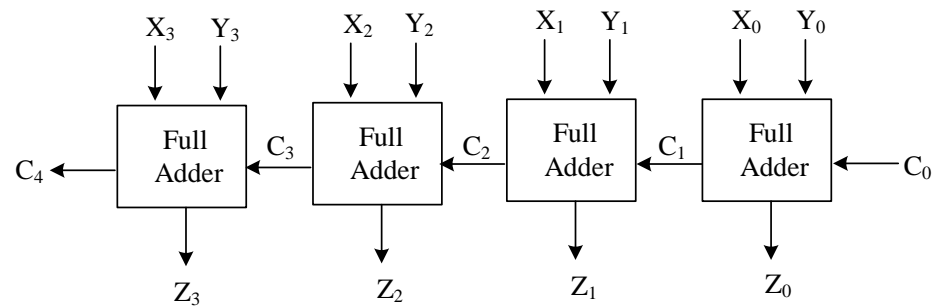 X₃ Y₃ X₂ Y₂ X₁ Y₁ X₀ Y₀
Full Adder Full Adder Full Adder Full Adder
C₄ C₃ C₂ C₁ C₀
Z₃ Z₂ Z₁ Z₀